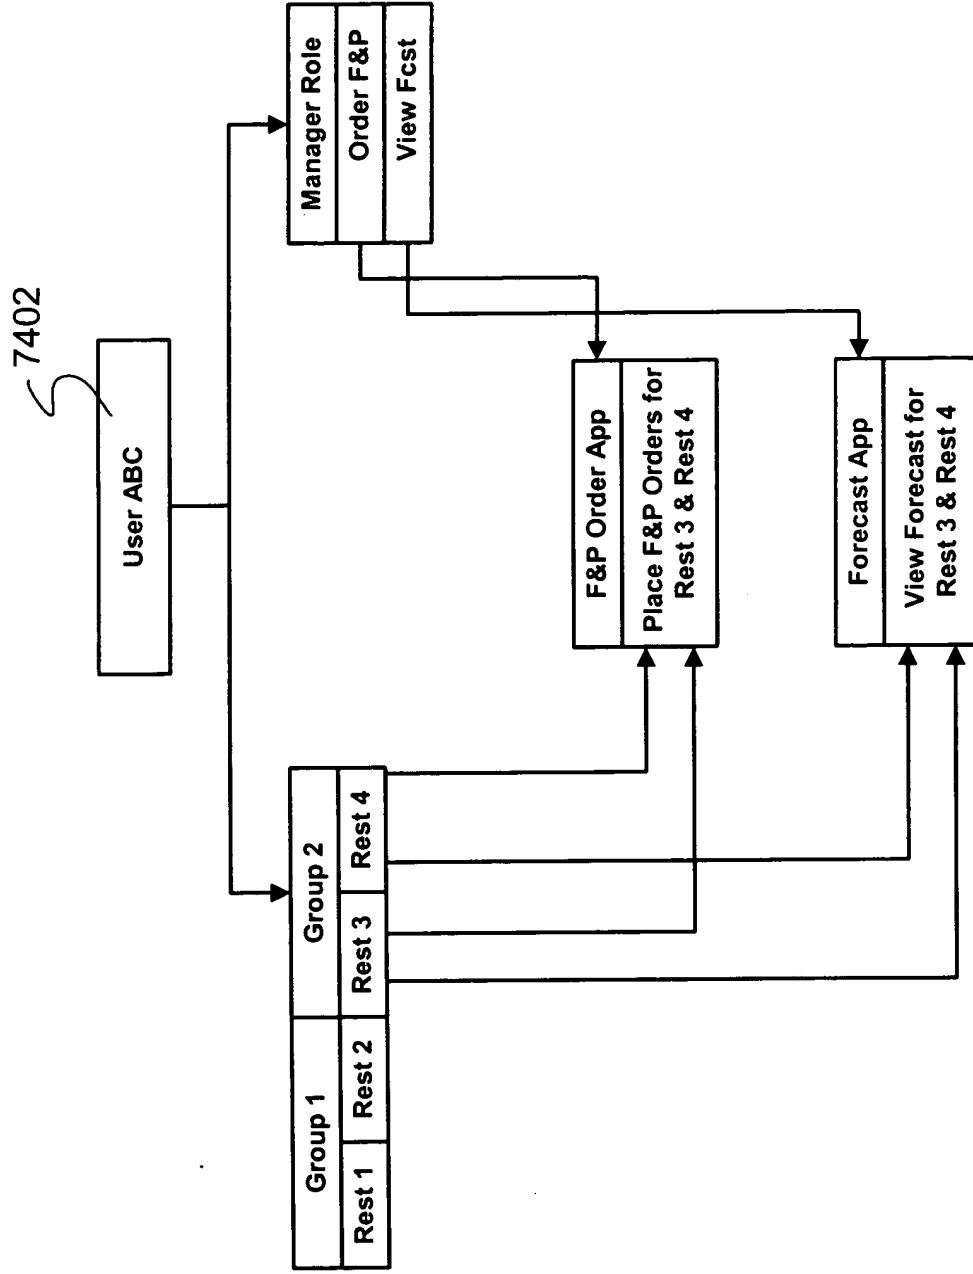 7402
User ABC
Group 1
Group 2
Rest 1
Rest 2
Rest 3
Rest 4
Manager Role
Order F&P
View Fcst
F&P Order App
Place F&P Orders for
Rest 3 & Rest 4
Forecast App
View Forecast for
Rest 3 & Rest 4